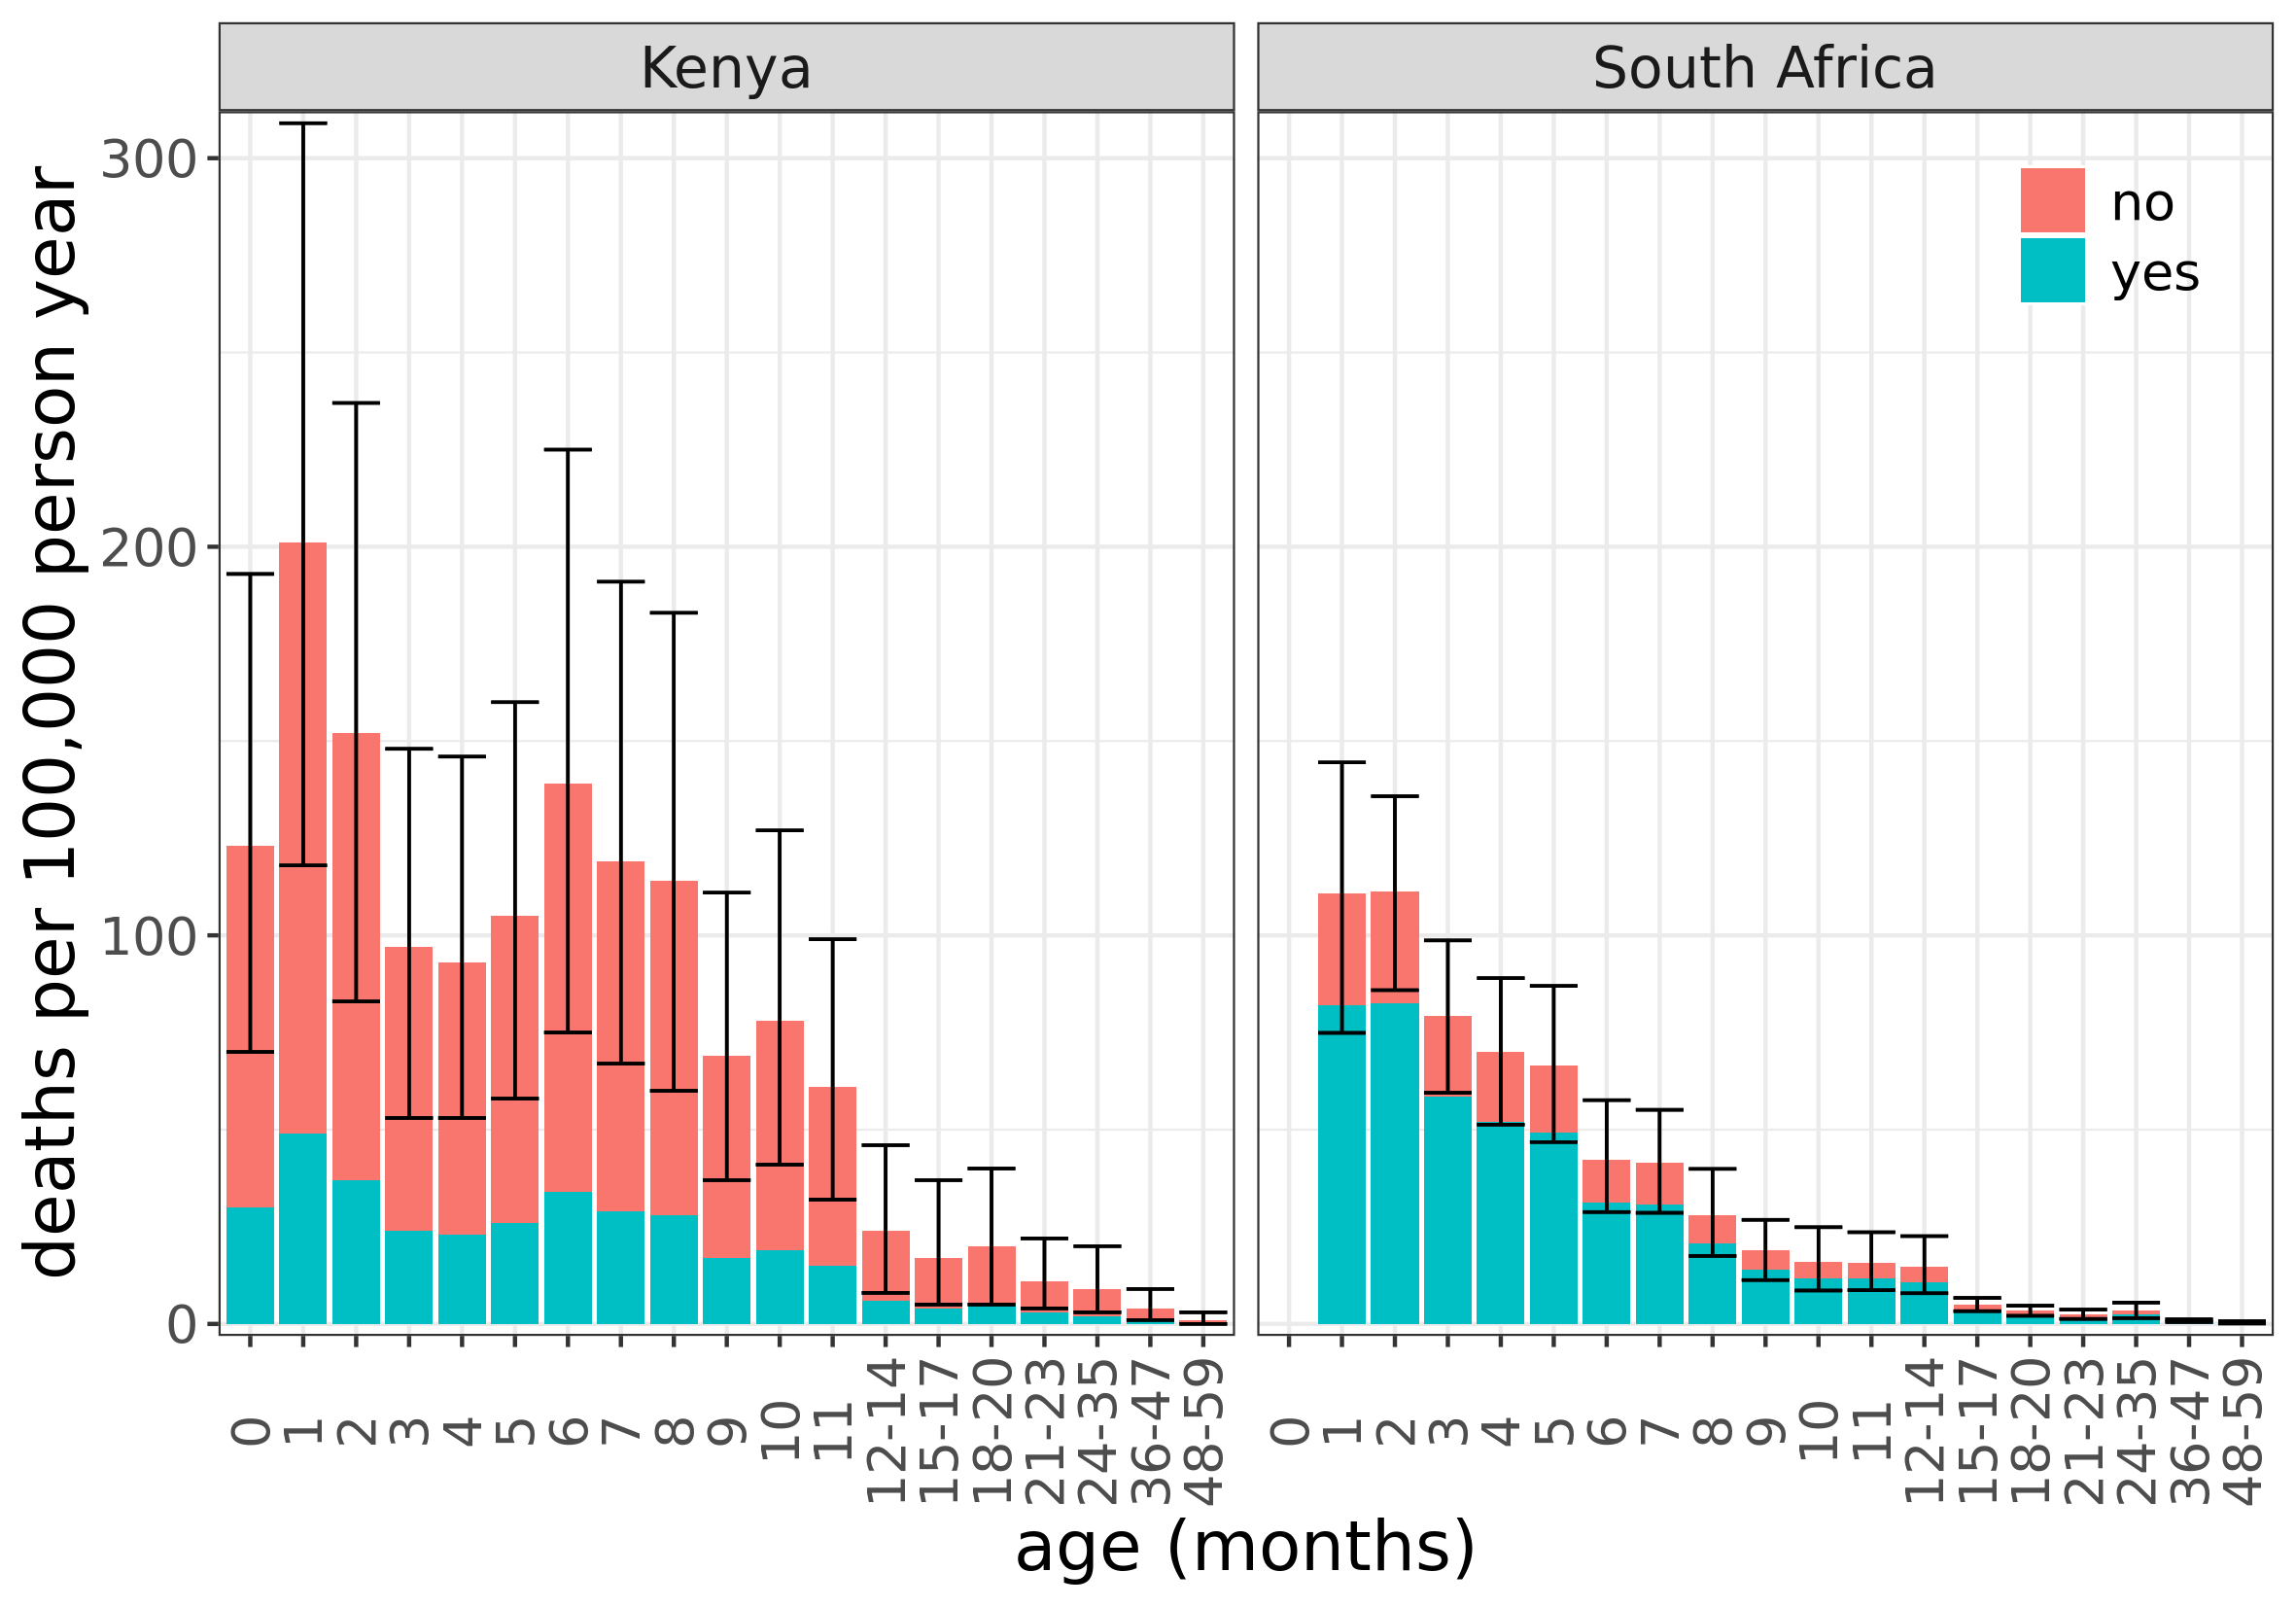 Kenya
South Africa
deaths per 100,000 person year
300
200
100
0
no
yes
0 1 2 3 4 5 6 7 8 9 10 11 12-14 15-17 18-20 21-23 24-35 36-47 48-59
0 1 2 3 4 5 6 7 8 9 10 11 12-14 15-17 18-20 21-23 24-35 36-47 48-59
age (months)